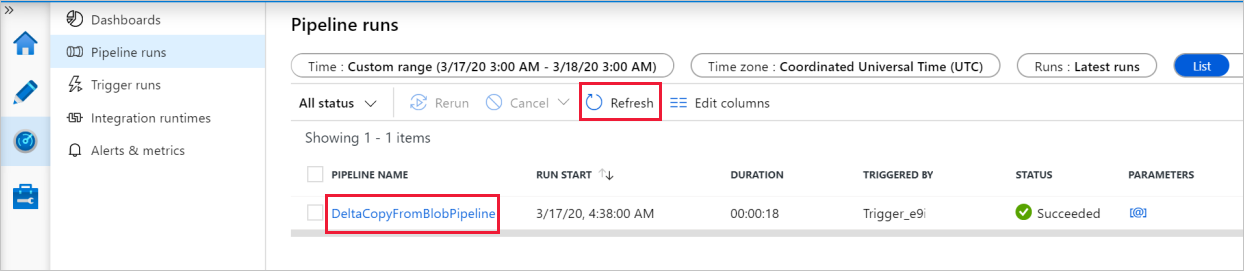 »
Dashboards
Pipeline runs
Trigger runs
Integration runtimes
Alerts & metrics
Pipeline runs
Time : Custom range (3/17/20 3:00 AM - 3/18/20 3:00 AM) Time zone : Coordinated Universal Time (UTC) Runs : Latest runs List
All status Rerun Cancel Refresh Edit columns
Showing 1 - 1 items
PIPELINE NAME RUN START DURATION TRIGGERED BY STATUS PARAMETERS
DeltaCopyFromBlobPipeline 3/17/20, 4:38:00 AM 00:00:18 Trigger_e9i Succeeded [@]